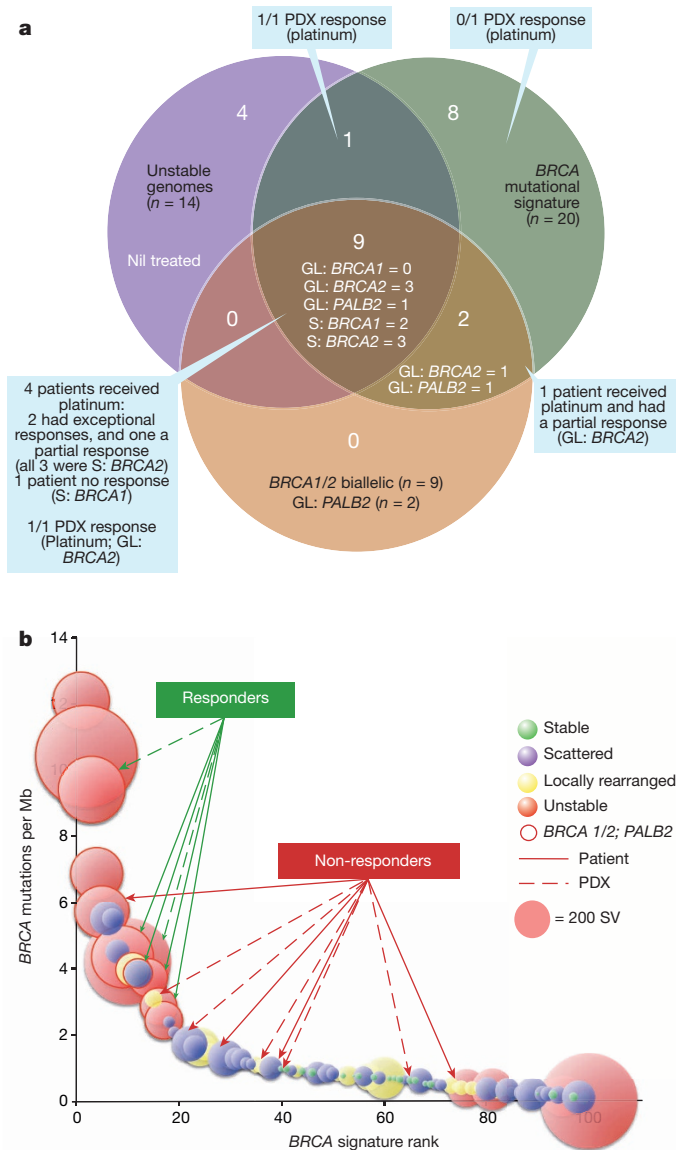 a
1/1 PDX response
(platinum)
0/1 PDX response
(platinum)
4
8
1
Unstable
genomes
(n = 14)
BRCA
mutational
signature
(n = 20)
Nil treated
9
GL: BRCA1 = 0
GL: BRCA2 = 3
GL: PALB2 = 1
S: BRCA1 = 2
S: BRCA2 = 3
0
2
GL: BRCA2 = 1
GL: PALB2 = 1
4 patients received
platinum:
2 had exceptional
responses, and one a
partial response
(all 3 were S: BRCA2)
1 patient no response
(S: BRCA1)
1/1 PDX response
(Platinum; GL:
BRCA2)
1 patient received
platinum and had
a partial response
(GL: BRCA2)
0
BRCA1/2 biallelic (n = 9)
GL: PALB2 (n = 2)
b
14
12
10
8
6
4
2
0
BRCA mutations per Mb
Responders
Non-responders
Stable
Scattered
Locally rearranged
Unstable
BRCA 1/2; PALB2
Patient
PDX
= 200 SV
0
20
40
60
80
100
BRCA signature rank